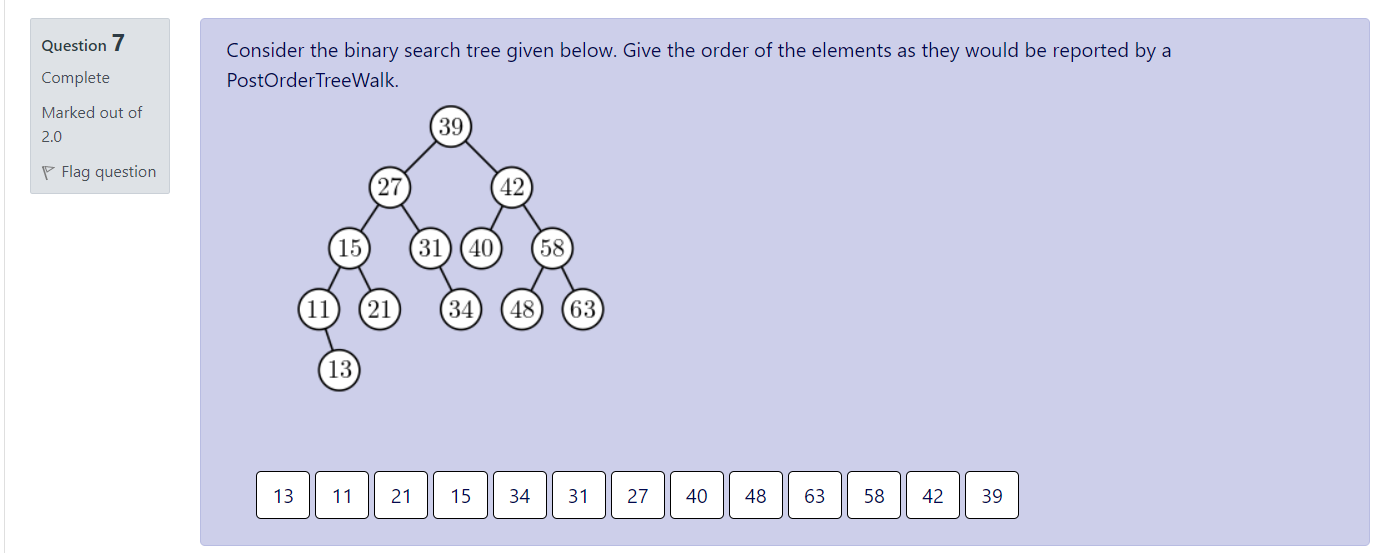 Question 7
Complete
Marked out of
2.0
Flag question
Consider the binary search tree given below. Give the order of the elements as they would be reported by a
PostOrderTreeWalk.
39
27 42
15 31 40 58
11 21 34 48 63
13
13 11 21 15 34 31 27 40 48 63 58 42 39